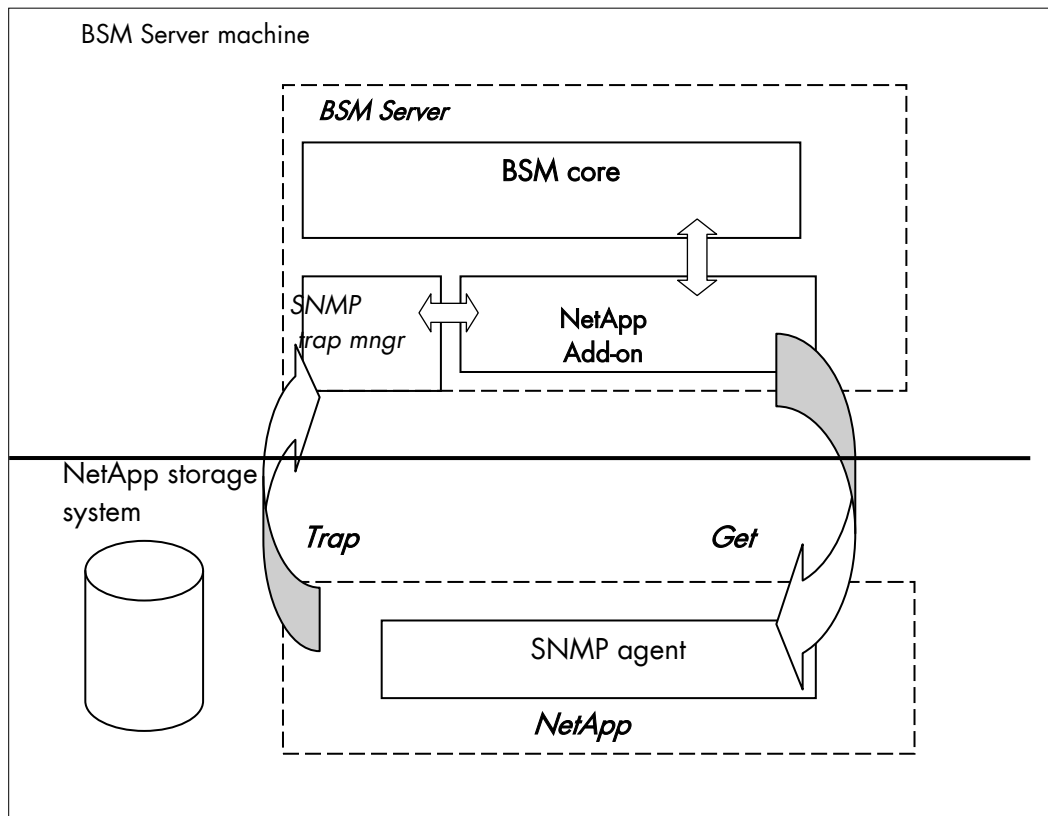 BSM Server machine
BSM Server
BSM core
SNMP
trap mngr
NetApp
Add-on
NetApp storage
system
Trap
Get
SNMP agent
NetApp